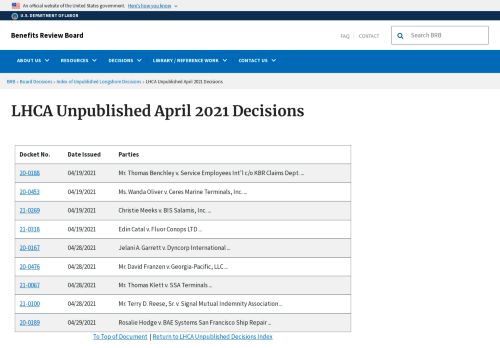 An official website of the United States government. Here's how you know
U.S. DEPARTMENT OF LABOR
Benefits Review Board
FAQ CONTACT
Search BRB
ABOUT US RESOURCES DECISIONS LIBRARY / REFERENCE WORK CONTACT US
BRB › Board Decisions › Index of Unpublished Longshore Decisions › LHCA Unpublished April 2021 Decisions
LHCA Unpublished April 2021 Decisions
Docket No. Date Issued Parties
20-0188 04/19/2021 Mr. Thomas Benchley v. Service Employees Int'l c/o KBR Claims Dept. ...
20-0453 04/19/2021 Ms. Wanda Oliver v. Ceres Marine Terminals, Inc. ...
21-0269 04/19/2021 Christie Meeks v. BIS Salamis, Inc. ...
21-0318 04/19/2021 Edin Catal v. Fluor Conops LTD ...
20-0167 04/28/2021 Jelani A. Garrett v. Dyncorp International ...
20-0476 04/28/2021 Mr. David Franzen v. Georgia-Pacific, LLC ...
21-0067 04/28/2021 Mr. Thomas Klett v. SSA Terminals ...
21-0100 04/28/2021 Mr. Terry D. Reese, Sr. v. Signal Mutual Indemnity Association ...
20-0189 04/29/2021 Rosalie Hodge v. BAE Systems San Francisco Ship Repair ...
To Top of Document | Return to LHCA Unpublished Decisions Index